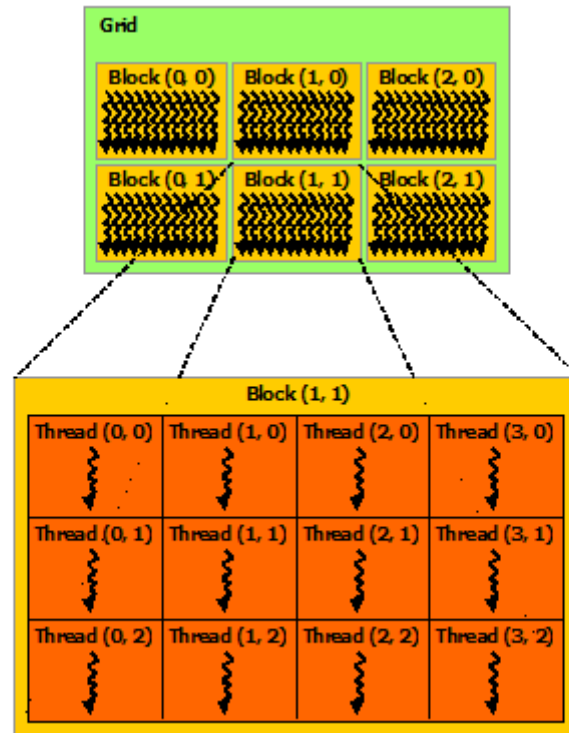 Grid
Block (0, 0) Block (1, 0) Block (2, 0)
Block (0, 1) Block (1, 1) Block (2, 1)
Block (1, 1)
Thread (0, 0) Thread (1, 0) Thread (2, 0) Thread (3, 0)
Thread (0, 1) Thread (1, 1) Thread (2, 1) Thread (3, 1)
Thread (0, 2) Thread (1, 2) Thread (2, 2) Thread (3, 2)